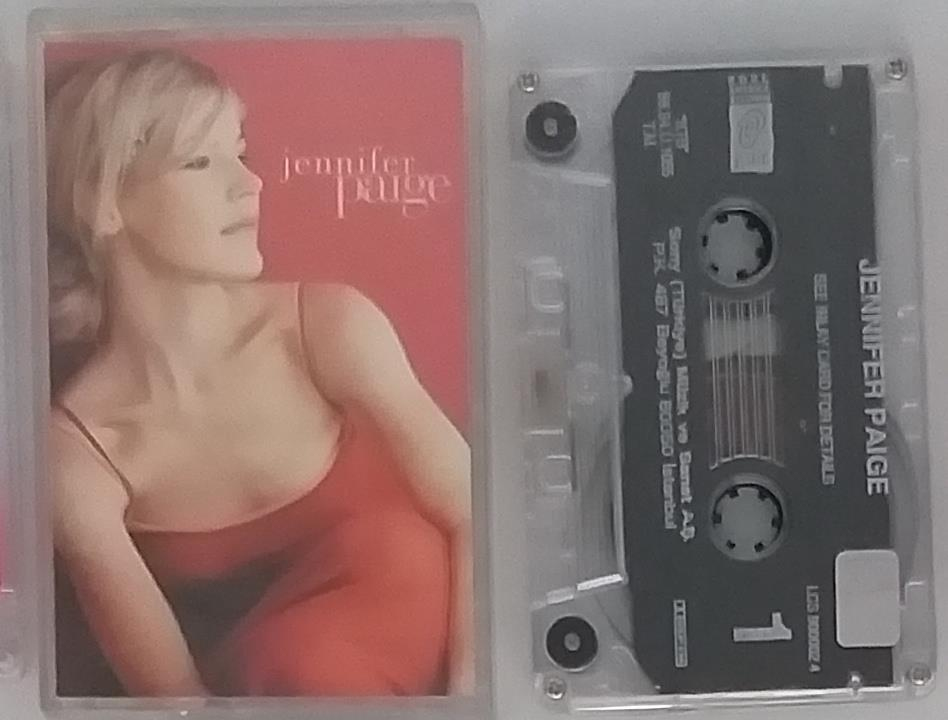 jennifer
paige
JENNIFER PAIGE
SEE INLAY CARD FOR DETAILS
1
Sony (Türkiye) Müzik ve Sanat A.Ş.
P.K. 487 Beyoğlu 80050 İstanbul